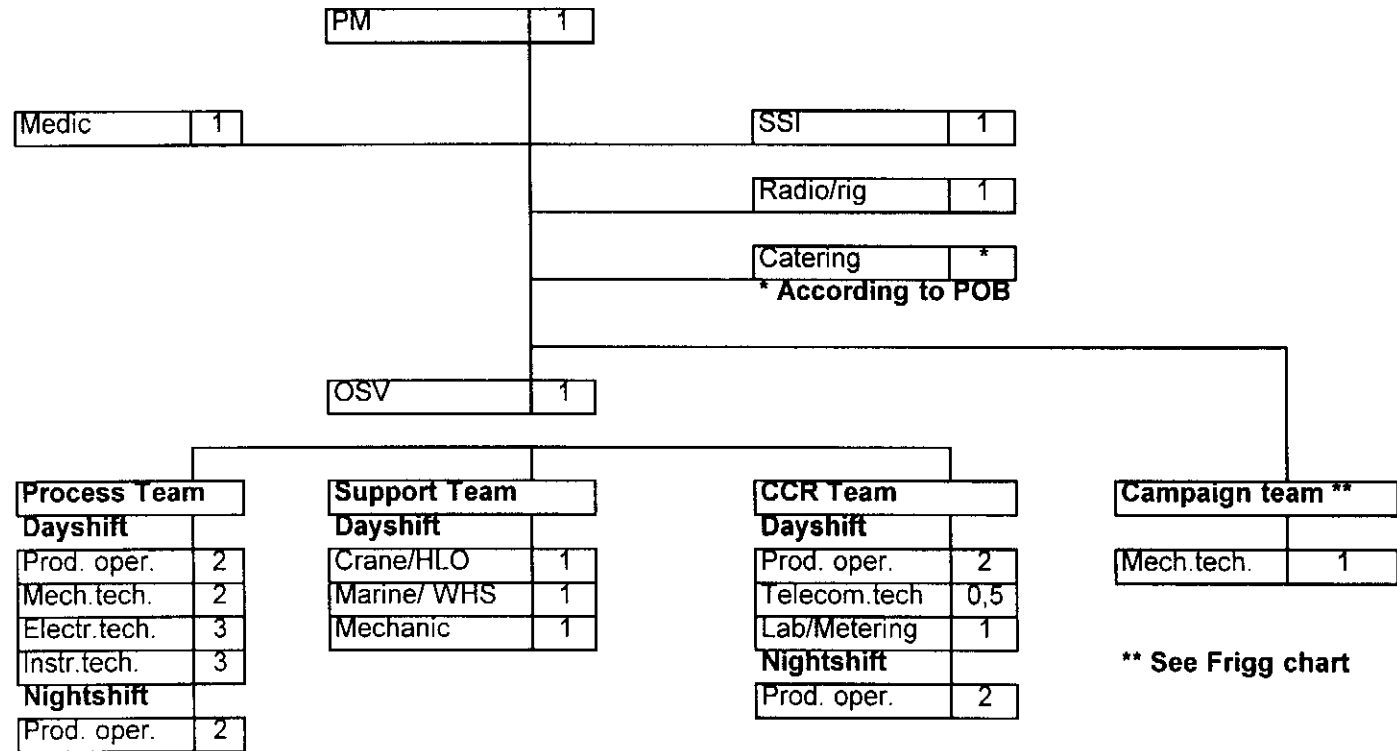 PM 1
Medic 1
SSI 1
Radio/rig 1
Catering *
* According to POB
OSV 1
Process Team
Dayshift
Prod. oper. 2
Mech.tech. 2
Electr.tech. 3
Instr.tech. 3
Nightshift
Prod. oper. 2
Support Team
Dayshift
Crane/HLO 1
Marine/ WHS 1
Mechanic 1
CCR Team
Dayshift
Prod. oper. 2
Telecom.tech 0,5
Lab/Metering 1
Nightshift
Prod. oper. 2
Campaign team **
Mech.tech. 1
** See Frigg chart